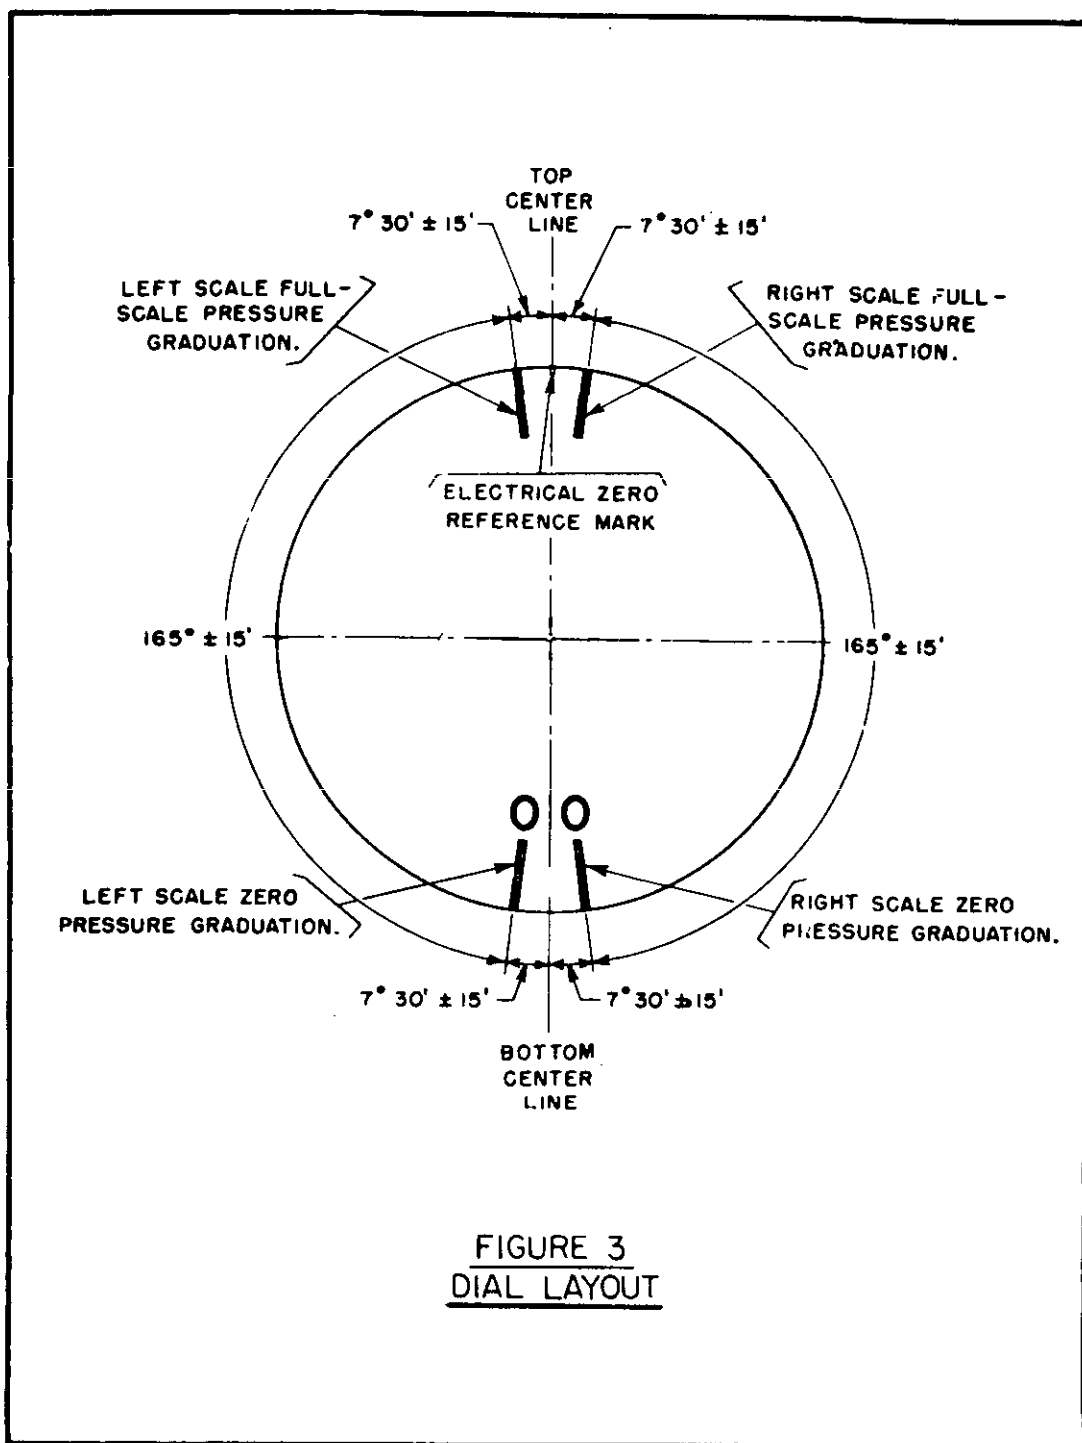 TOP
CENTER
LINE
7° 30' ± 15'
7° 30' ± 15'
LEFT SCALE FULL-
SCALE PRESSURE
GRADUATION.
RIGHT SCALE FULL-
SCALE PRESSURE
GRADUATION.
ELECTRICAL ZERO
REFERENCE MARK
165° ± 15'
165° ± 15'
0 0
LEFT SCALE ZERO
PRESSURE GRADUATION.
RIGHT SCALE ZERO
PRESSURE GRADUATION.
7° 30' ± 15'
7° 30' ± 15'
BOTTOM
CENTER
LINE
FIGURE 3
DIAL LAYOUT